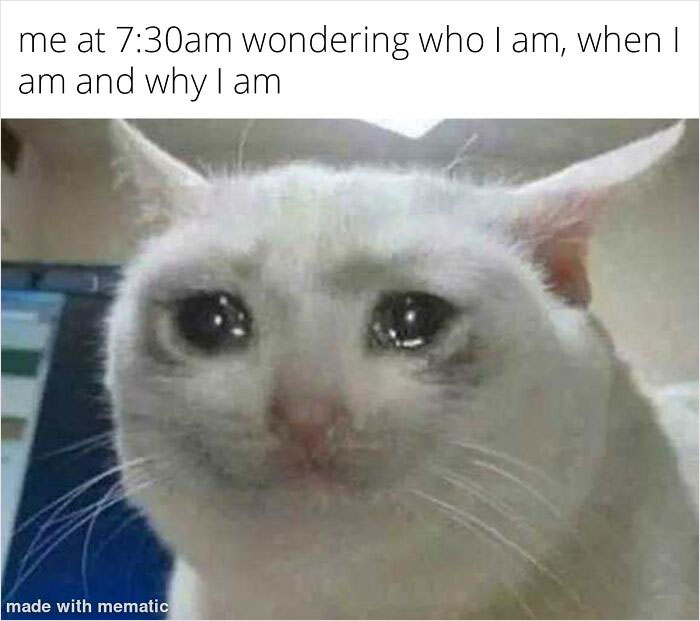 me at 7:30am wondering who I am, when I
am and why I am
made with mematic